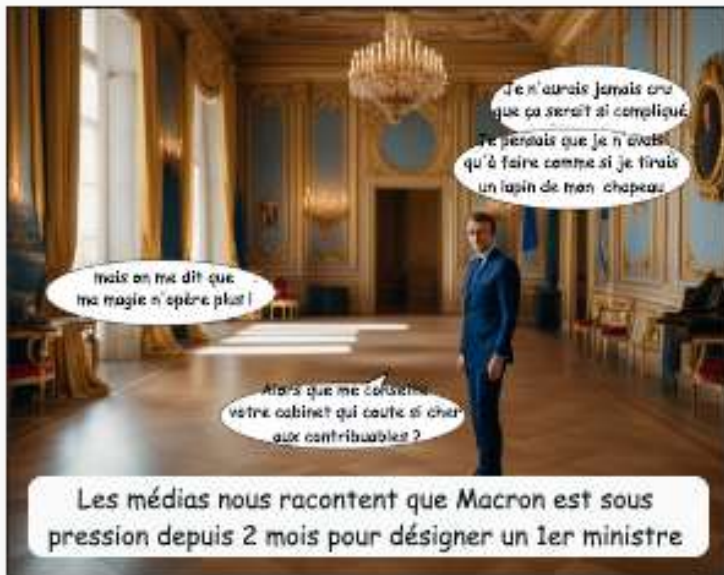 Je n'aurais jamais cru
que ça serait si compliqué
Je pensais que je n'avais
qu'à faire comme si je tirais
un lapin de mon chapeau
mais on me dit que
ma magie n'opère plus !
Alors que me conseille
votre cabinet qui coute si cher
aux contribuables ?
Les médias nous racontent que Macron est sous
pression depuis 2 mois pour désigner un 1er ministre